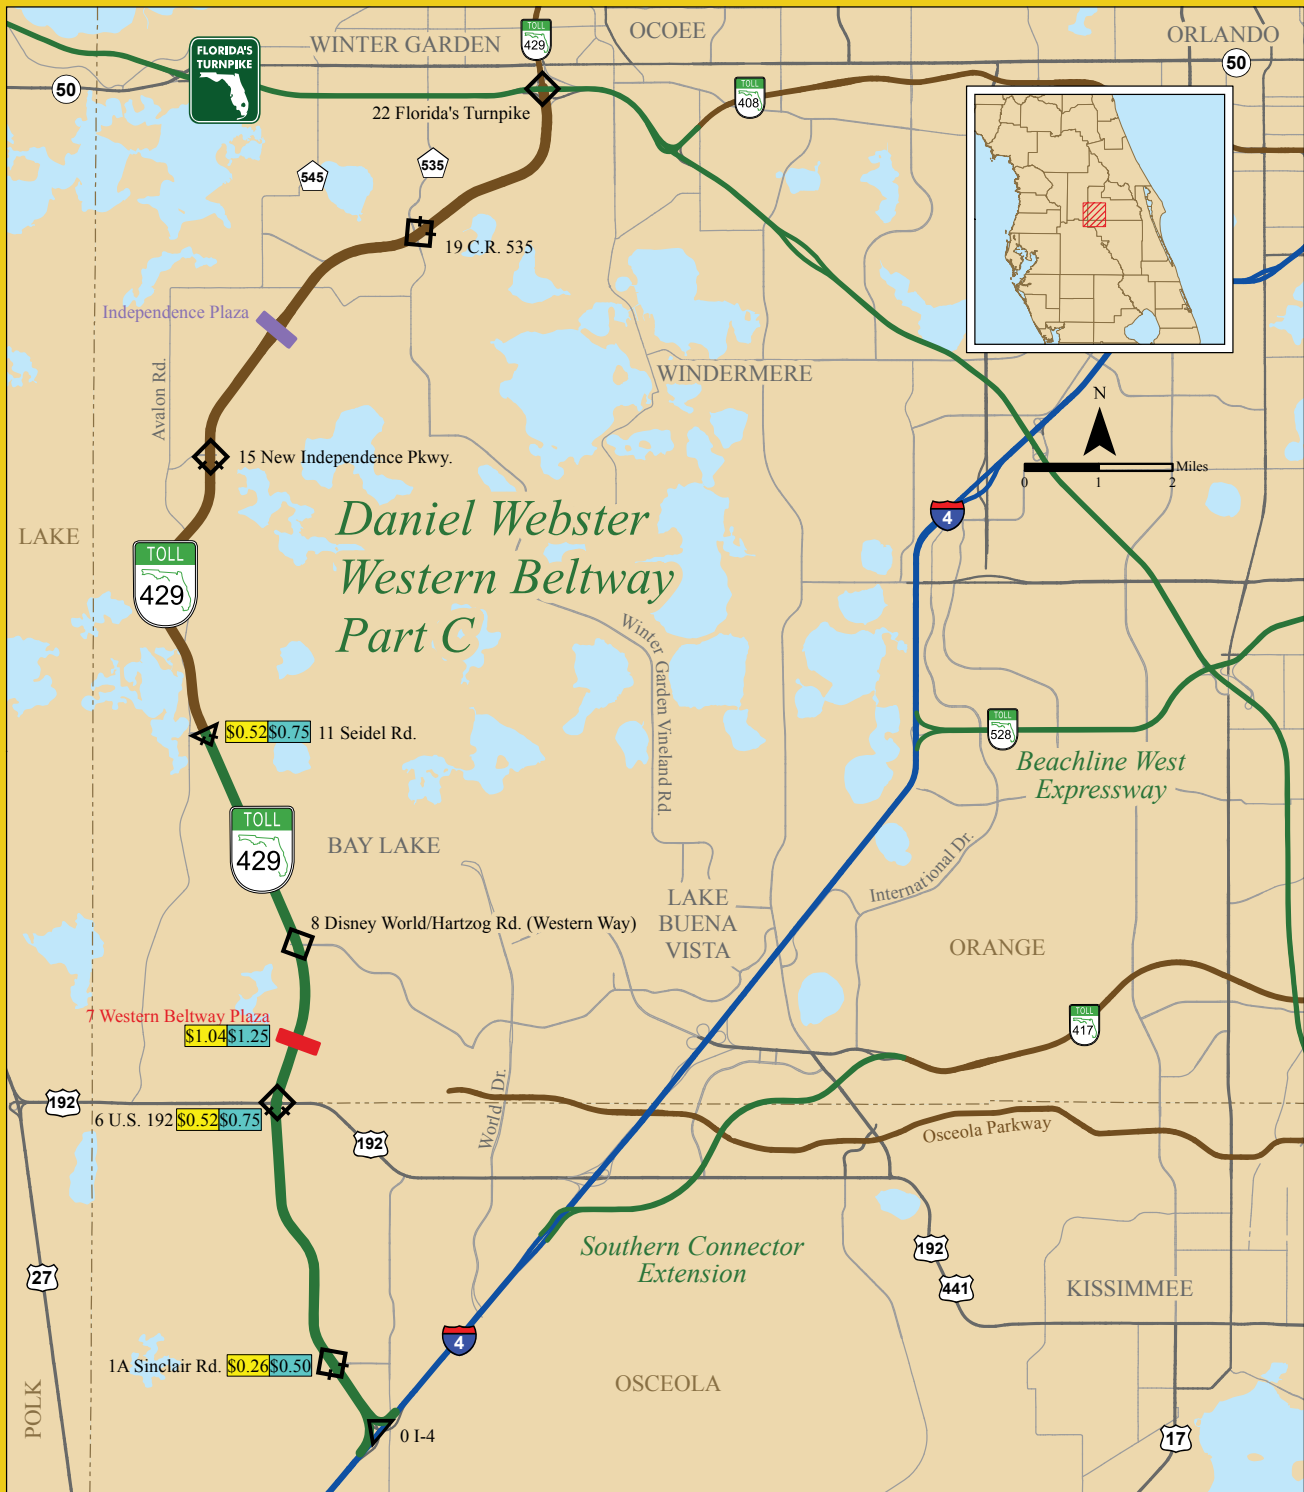 WINTER GARDEN
TOLL
429
OCOEE
ORLANDO
FLORIDA'S
TURNPIKE
50
50
22 Florida's Turnpike
TOLL
408
545
535
19 C.R. 535
Independence Plaza
Avalon Rd.
WINDERMERE
N
15 New Independence Pkwy.
Miles
0 1 2
LAKE
Daniel Webster
Western Beltway
Part C
4
TOLL
429
Winter Garden Vineland Rd.
$0.52 $0.75 11 Seidel Rd.
TOLL
528
Beachline West
Expressway
TOLL
429
BAY LAKE
International Dr.
LAKE
BUENA
VISTA
8 Disney World/Hartzog Rd. (Western Way)
ORANGE
7 Western Beltway Plaza
$1.04 $1.25
TOLL
417
192
6 U.S. 192 $0.52 $0.75
World Dr.
192
Osceola Parkway
Southern Connector
Extension
192
27
441
KISSIMMEE
4
1A Sinclair Rd. $0.26 $0.50
OSCEOLA
POLK
0 I-4
17